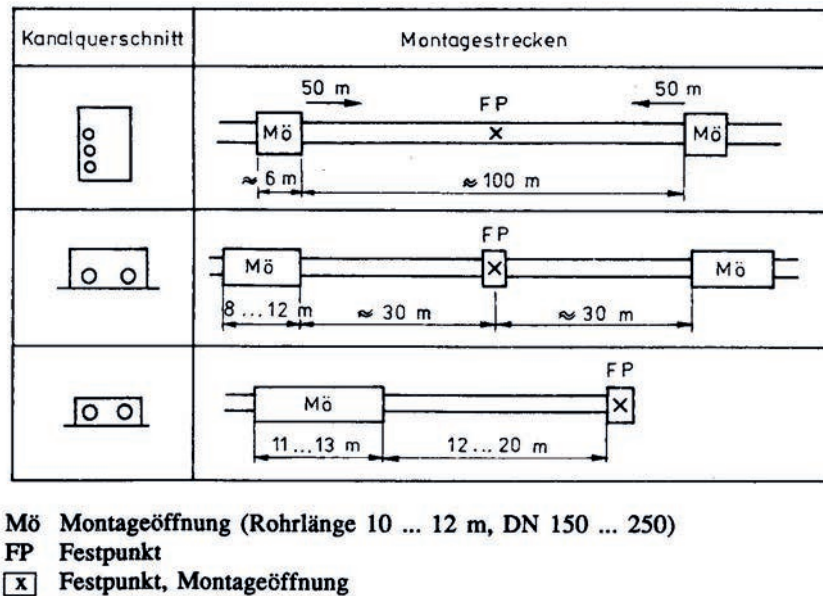 Kanalquerschnitt Montagestrecken
50 m FP 50 m
Mö × Mö
≈ 6 m ≈ 100 m
FP
Mö × Mö
8 ... 12 m ≈ 30 m ≈ 30 m
FP
Mö ×
11 ... 13 m 12 ... 20 m
Mö Montageöffnung (Rohrlänge 10 ... 12 m, DN 150 ... 250)
FP Festpunkt
x Festpunkt, Montageöffnung